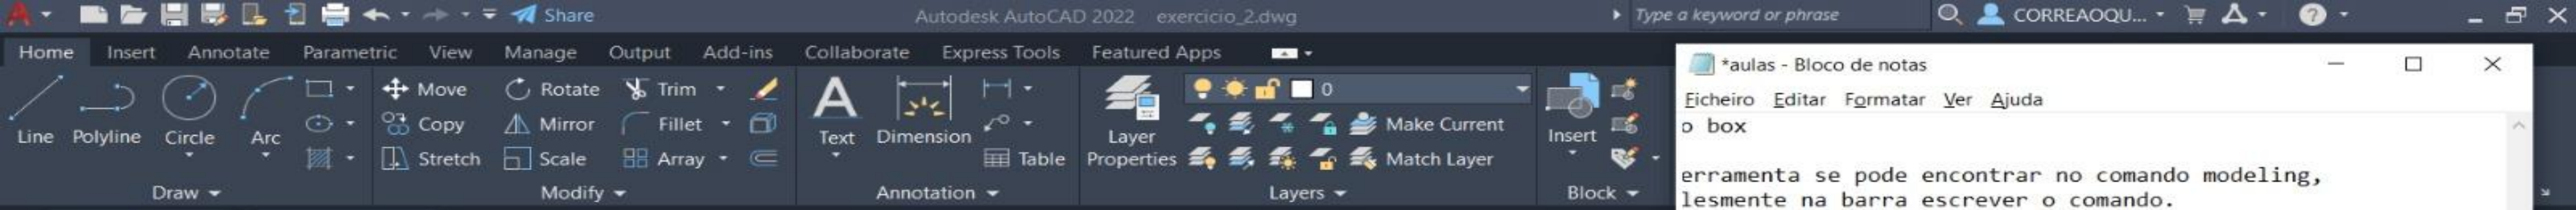 Share
Autodesk AutoCAD 2022 exercicio_2.dwg
Type a keyword or phrase
CORREAOQU...
Home Insert Annotate Parametric View Manage Output Add-ins Collaborate Express Tools Featured Apps
Line Polyline Circle Arc
Draw
Move Rotate Trim
Copy Mirror Fillet
Stretch Scale Array
Modify
Text Dimension
Table
Annotation
Layer
Properties
0
Make Current
Match Layer
Layers
Insert
Block
*aulas - Bloco de notas
Ficheiro Editar Formatar Ver Ajuda
o box
erramenta se pode encontrar no comando modeling,
lesmente na barra escrever o comando.